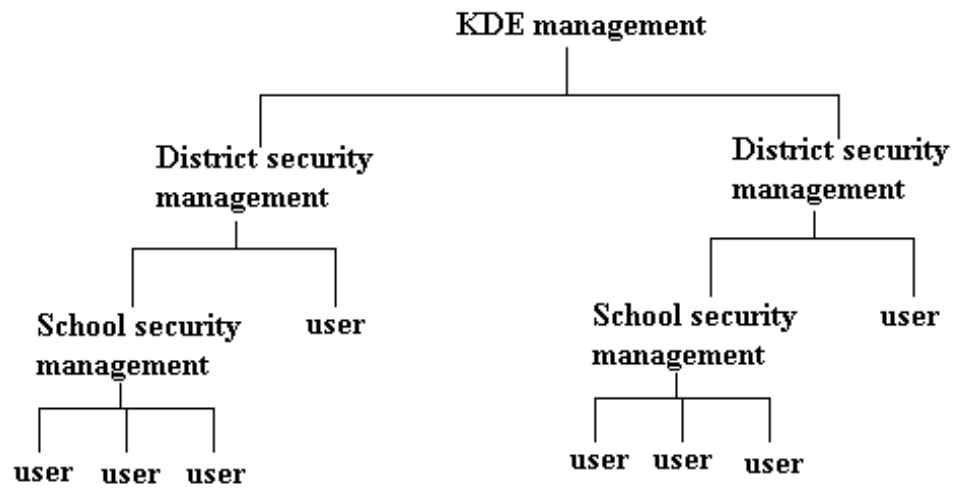 KDE management
District security
management
District security
management
School security
management
user
School security
management
user
user user user
user user user